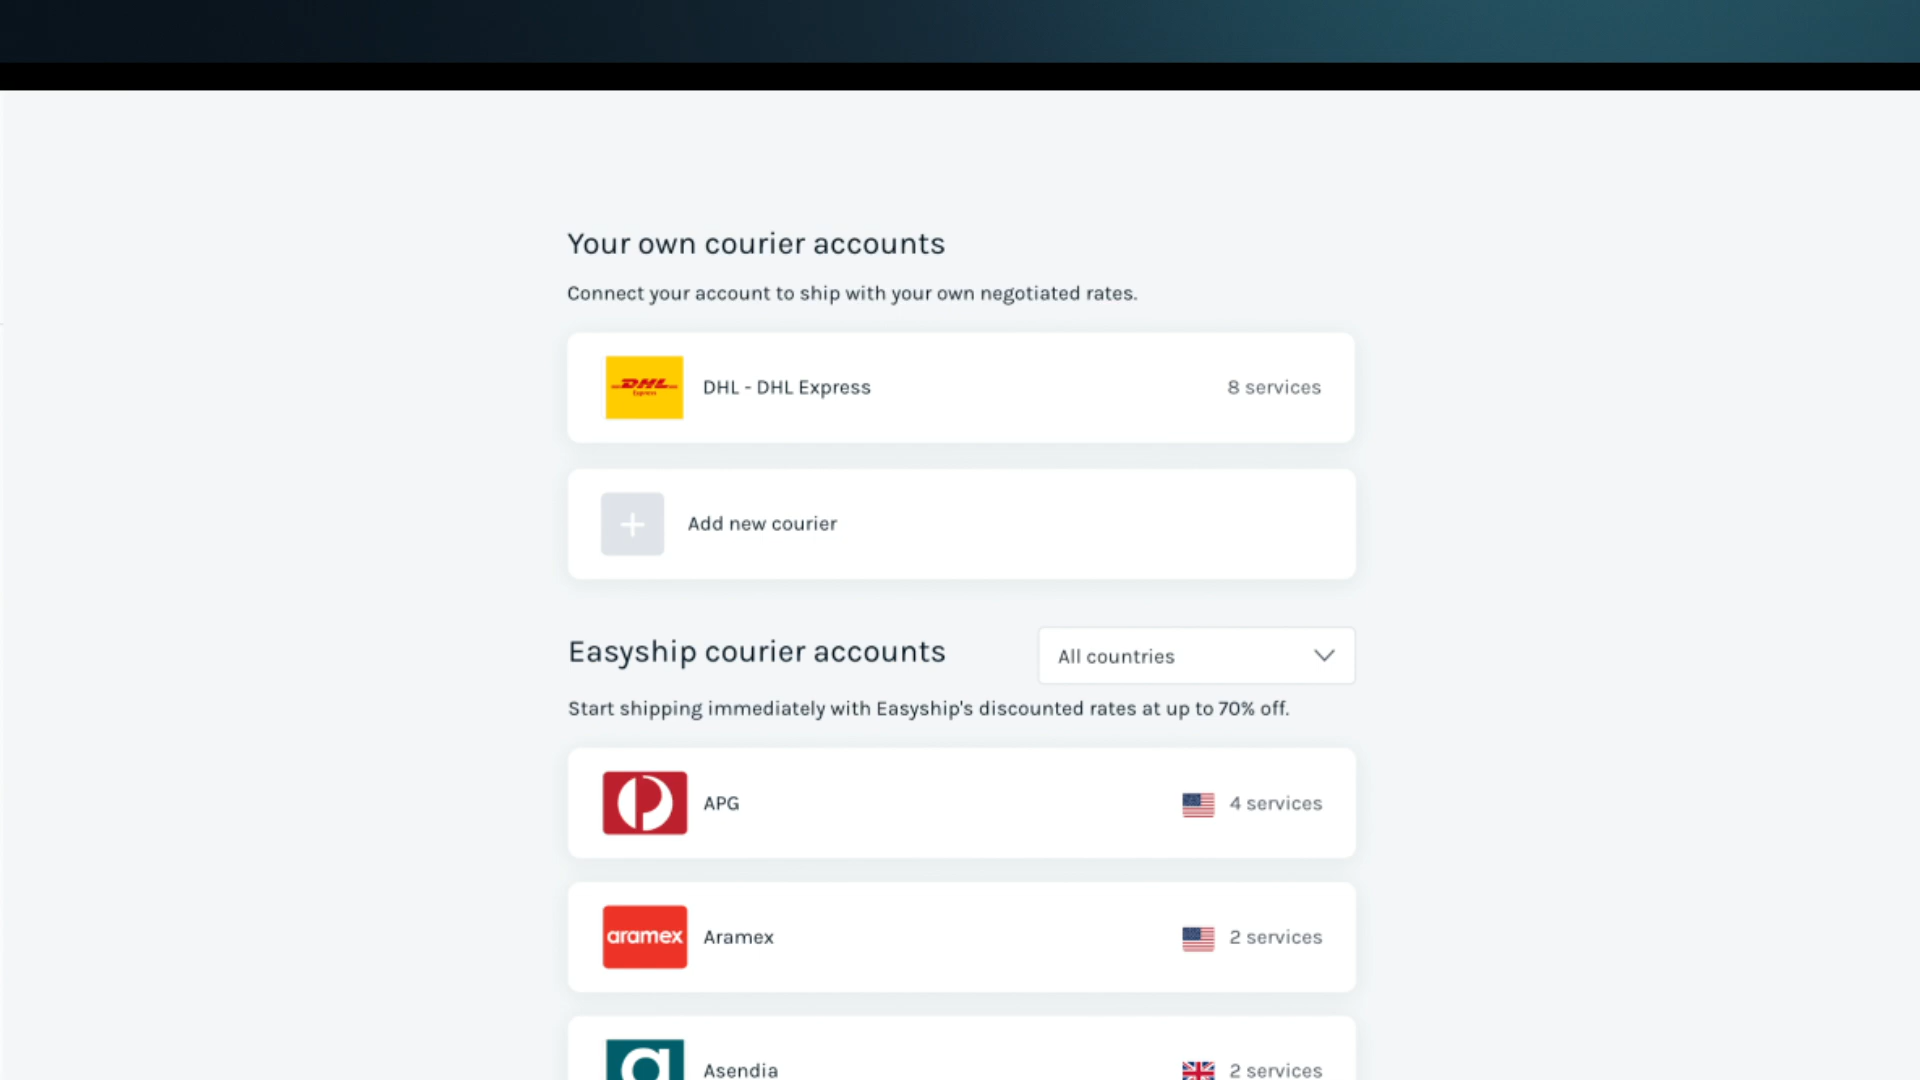 Your own courier accounts
Connect your account to ship with your own negotiated rates.
DHL Express
DHL - DHL Express
8 services
Add new courier
Easyship courier accounts
All countries
Start shipping immediately with Easyship's discounted rates at up to 70% off.
APG
4 services
aramex
Aramex
2 services
Asendia
2 services